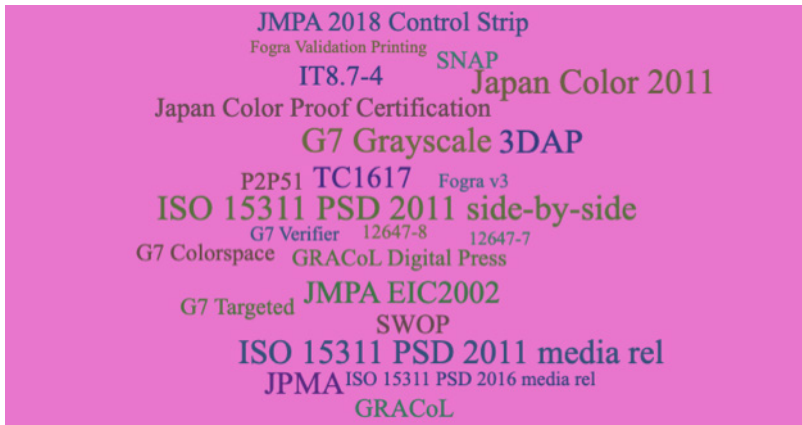 JMPA 2018 Control Strip
Fogra Validation Printing
SNAP
IT8.7-4
Japan Color 2011
Japan Color Proof Certification
G7 Grayscale 3DAP
P2P51 TC1617 Fogra v3
ISO 15311 PSD 2011 side-by-side
G7 Verifier 12647-8 12647-7
G7 Colorspace GRACoL Digital Press
JMPA EIC2002
G7 Targeted
SWOP
ISO 15311 PSD 2011 media rel
JPMA ISO 15311 PSD 2016 media rel
GRACoL